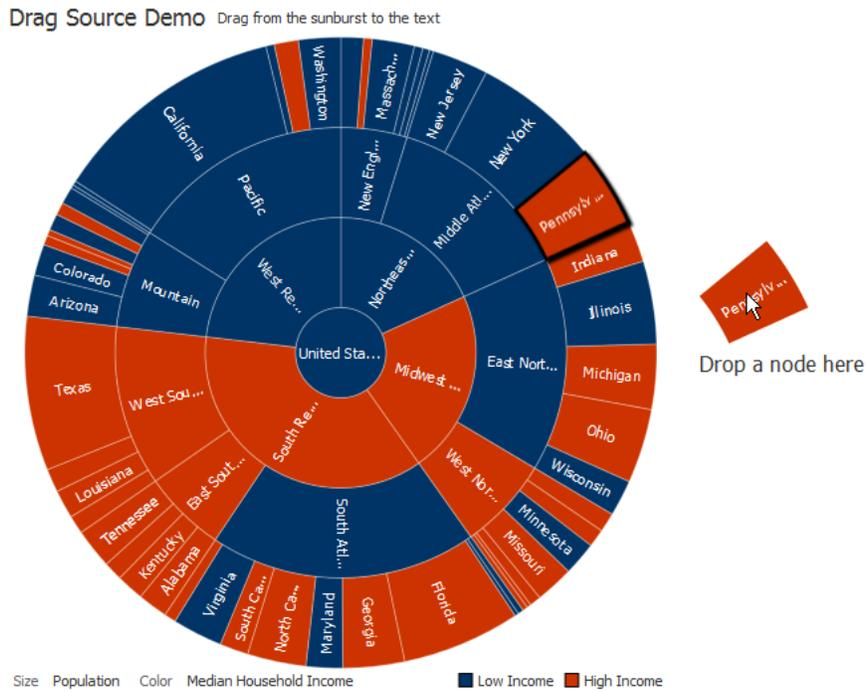 Drag Source Demo Drag from the sunburst to the text
Washington
Massach...
New Jersey
New York
California
Pacific
New Engl...
Middle Atl...
Pennsylv...
Indiana
Illinois
Colorado
Arizona
Mountain
West Re...
Northeas...
United Sta...
Midwest ...
East Nort...
Michigan
Ohio
Wisconsin
Texas
West Sou...
South Re...
West Nor...
Minnesota
Missouri
Louisiana
Tennessee
Kentucky
Alabama
East Sout...
South Atl...
Virginia
South Ca...
North Ca...
Maryland
Georgia
Florida
Pennsylv...
Drop a node here
Size Population Color Median Household Income Low Income High Income